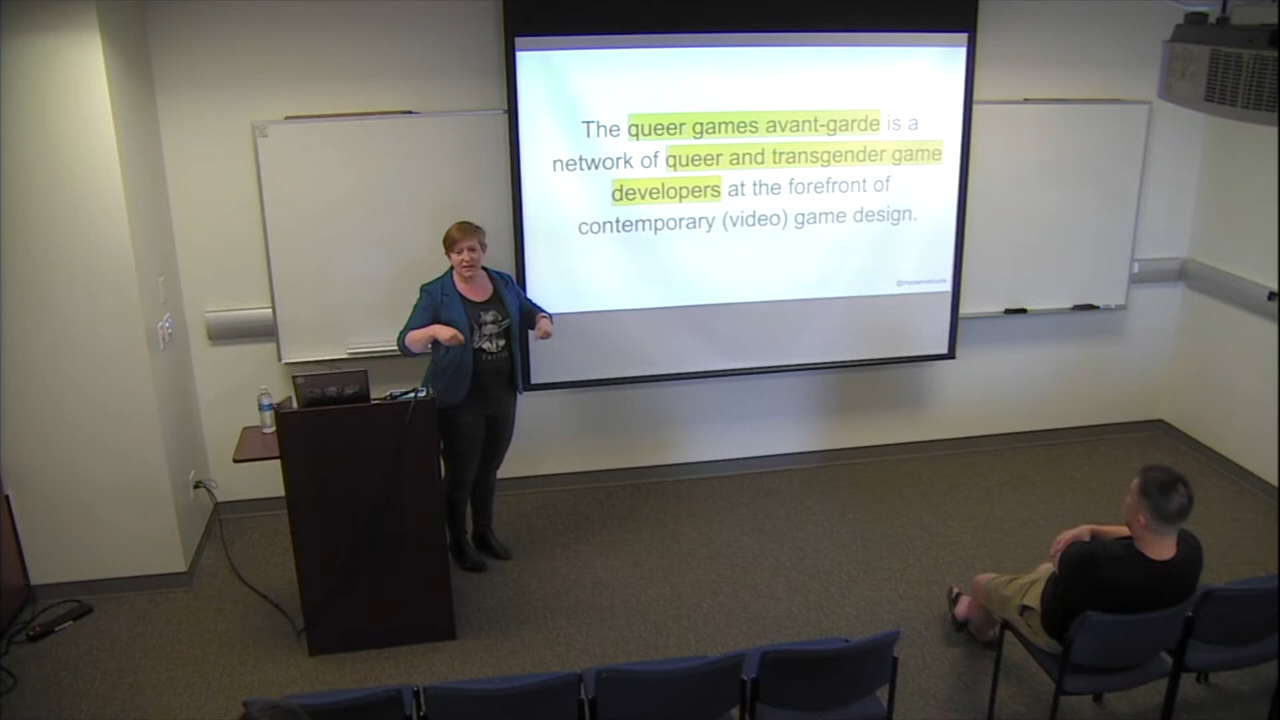 The queer games avant-garde is a
network of queer and transgender game
developers at the forefront of
contemporary (video) game design.